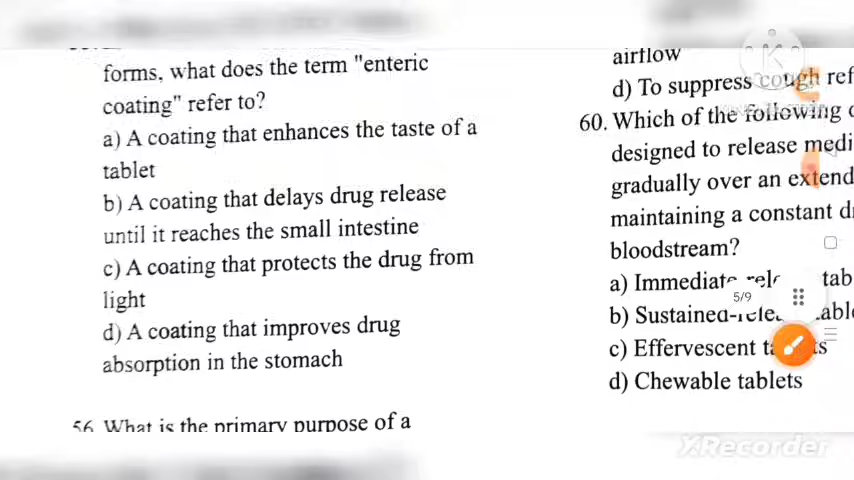 forms, what does the term "enteric
coating" refer to?
a) A coating that enhances the taste of a
tablet
b) A coating that delays drug release
until it reaches the small intestine
c) A coating that protects the drug from
light
d) A coating that improves drug
absorption in the stomach
56 What is the primary purpose of a
airflow
d) To suppress cough ref
60. Which of the following
designed to release medi
gradually over an extend
maintaining a constant
bloodstream?
a) Immediate tab
b)
c) Effervescent
d) Chewable tablets
5/9
XRecorder